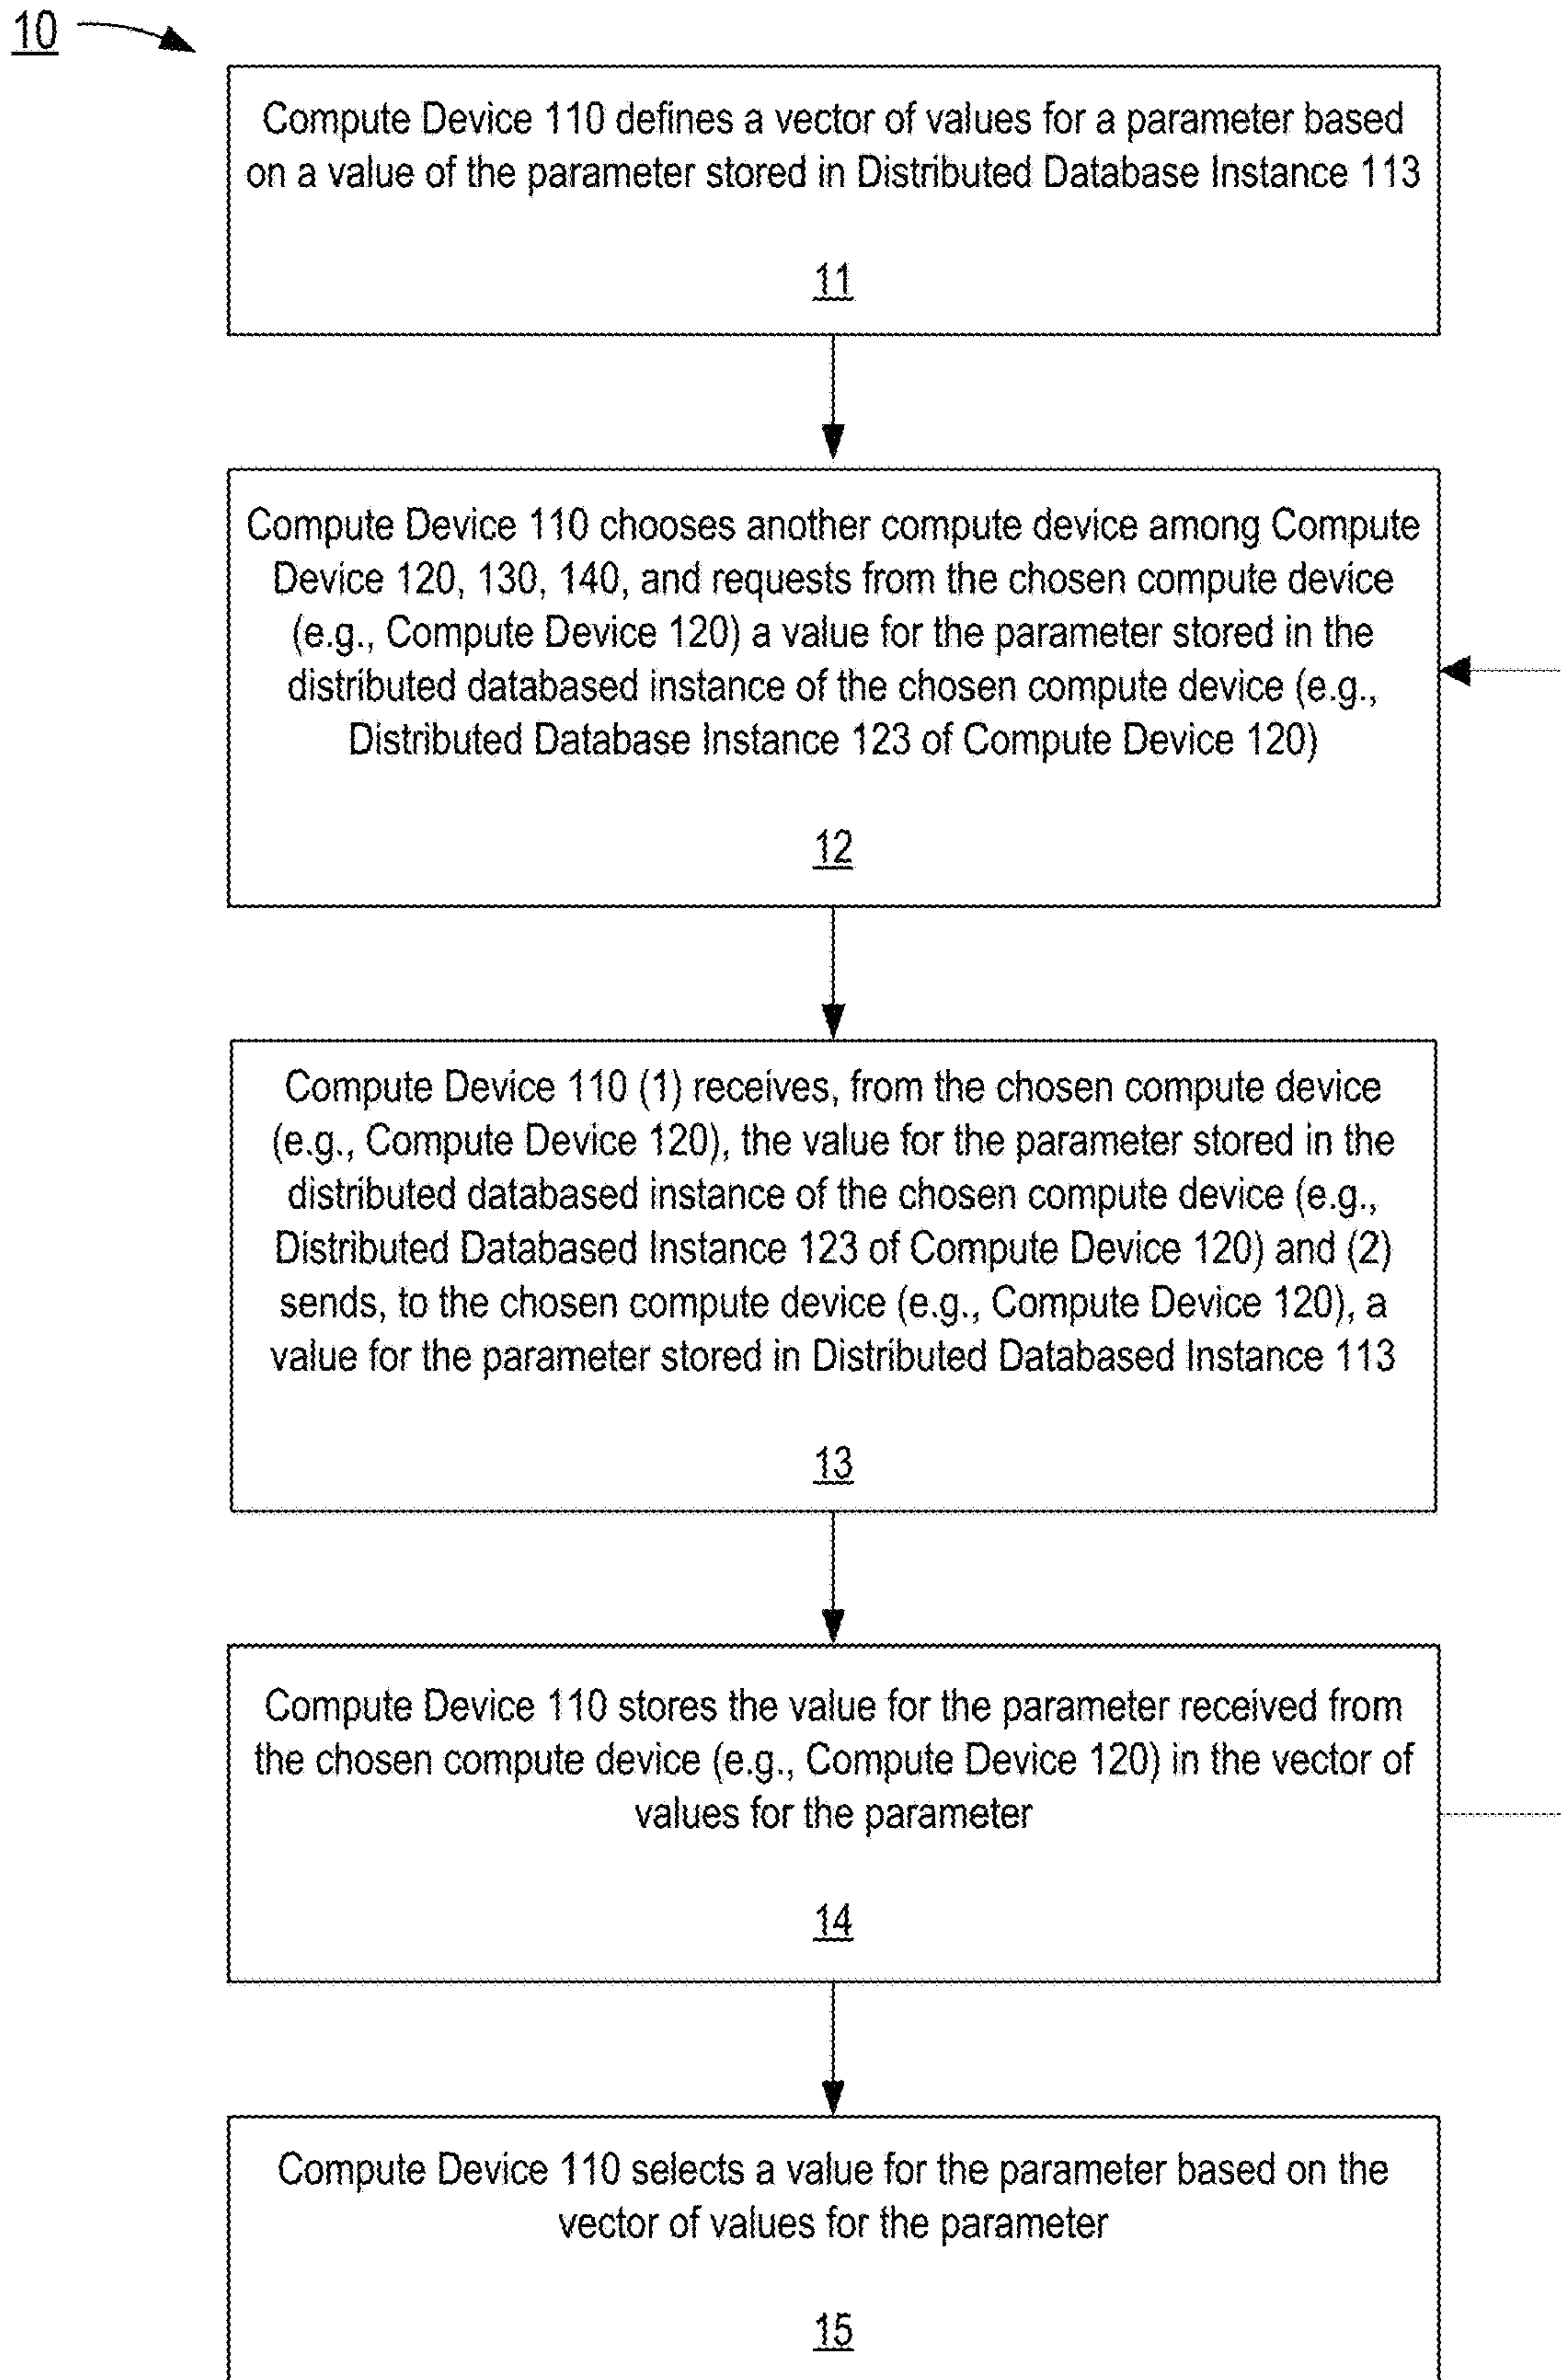 10
Compute Device 110 defines a vector of values for a parameter based
on a value of the parameter stored in Distributed Database Instance 113
11
Compute Device 110 chooses another compute device among Compute
Device 120, 130, 140, and requests from the chosen compute device
(e.g., Compute Device 120) a value for the parameter stored in the
distributed databased instance of the chosen compute device (e.g.,
Distributed Database Instance 123 of Compute Device 120)
12
Compute Device 110 (1) receives, from the chosen compute device
(e.g., Compute Device 120), the value for the parameter stored in the
distributed databased instance of the chosen compute device (e.g.,
Distributed Databased Instance 123 of Compute Device 120) and (2)
sends, to the chosen compute device (e.g., Compute Device 120), a
value for the parameter stored in Distributed Databased Instance 113
13
Compute Device 110 stores the value for the parameter received from
the chosen compute device (e.g., Compute Device 120) in the vector of
values for the parameter
14
Compute Device 110 selects a value for the parameter based on the
vector of values for the parameter
15